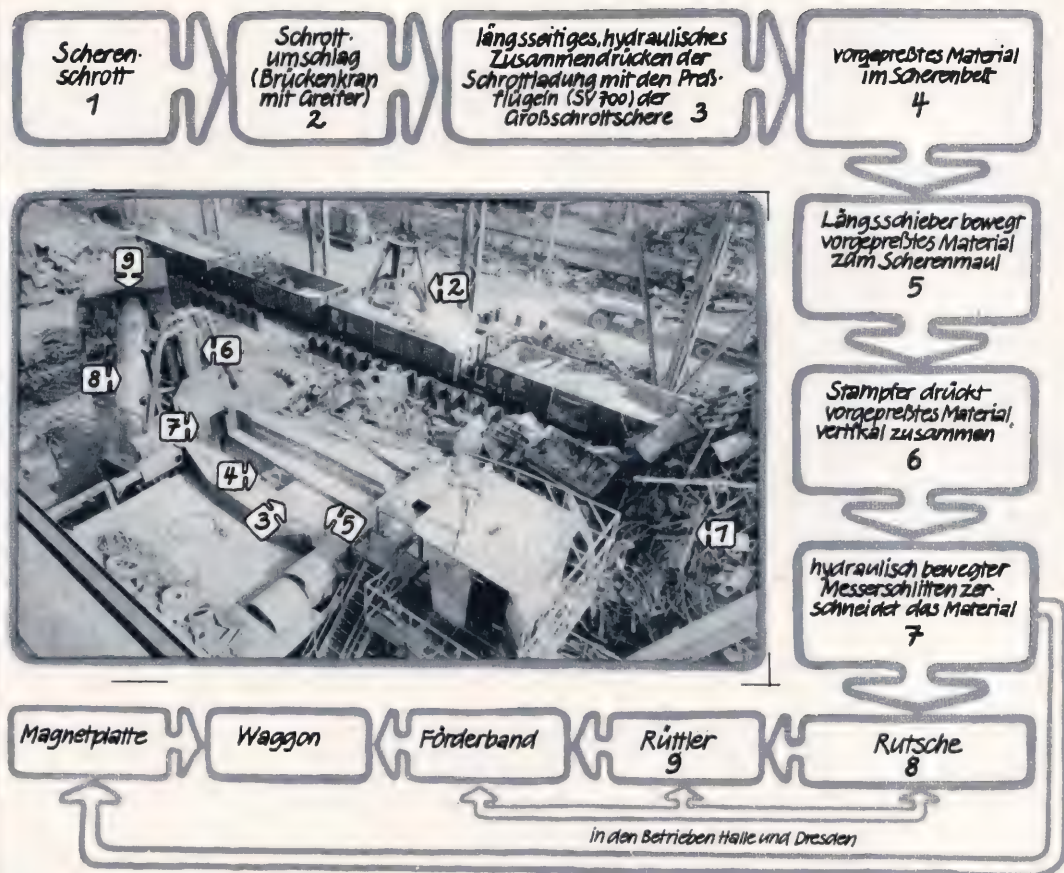 Scheren-
schrott
1
Schrott-
umschlag
(Brückenkran
mit Greifer)
2
längsseitiges, hydraulisches
Zusammendrücken der
Schrottladung mit den Preß-
flügeln (SV 700) der
Großschrottschere 3
vorgepreßtes Material
im Scherenbett
4
Längsschieber bewegt
vorgepreßtes Material
zum Scherenmaul
5
Stampfer drückt
vorgepreßtes Material
vertikal zusammen
6
hydraulisch bewegter
Messerschlitten zer-
schneidet das Material
7
9
2
6
8
7
4
3
5
1
Magnetplatte
Waggon
Förderband
Rüttler
9
Rutsche
8
in den Betrieben Halle und Dresden